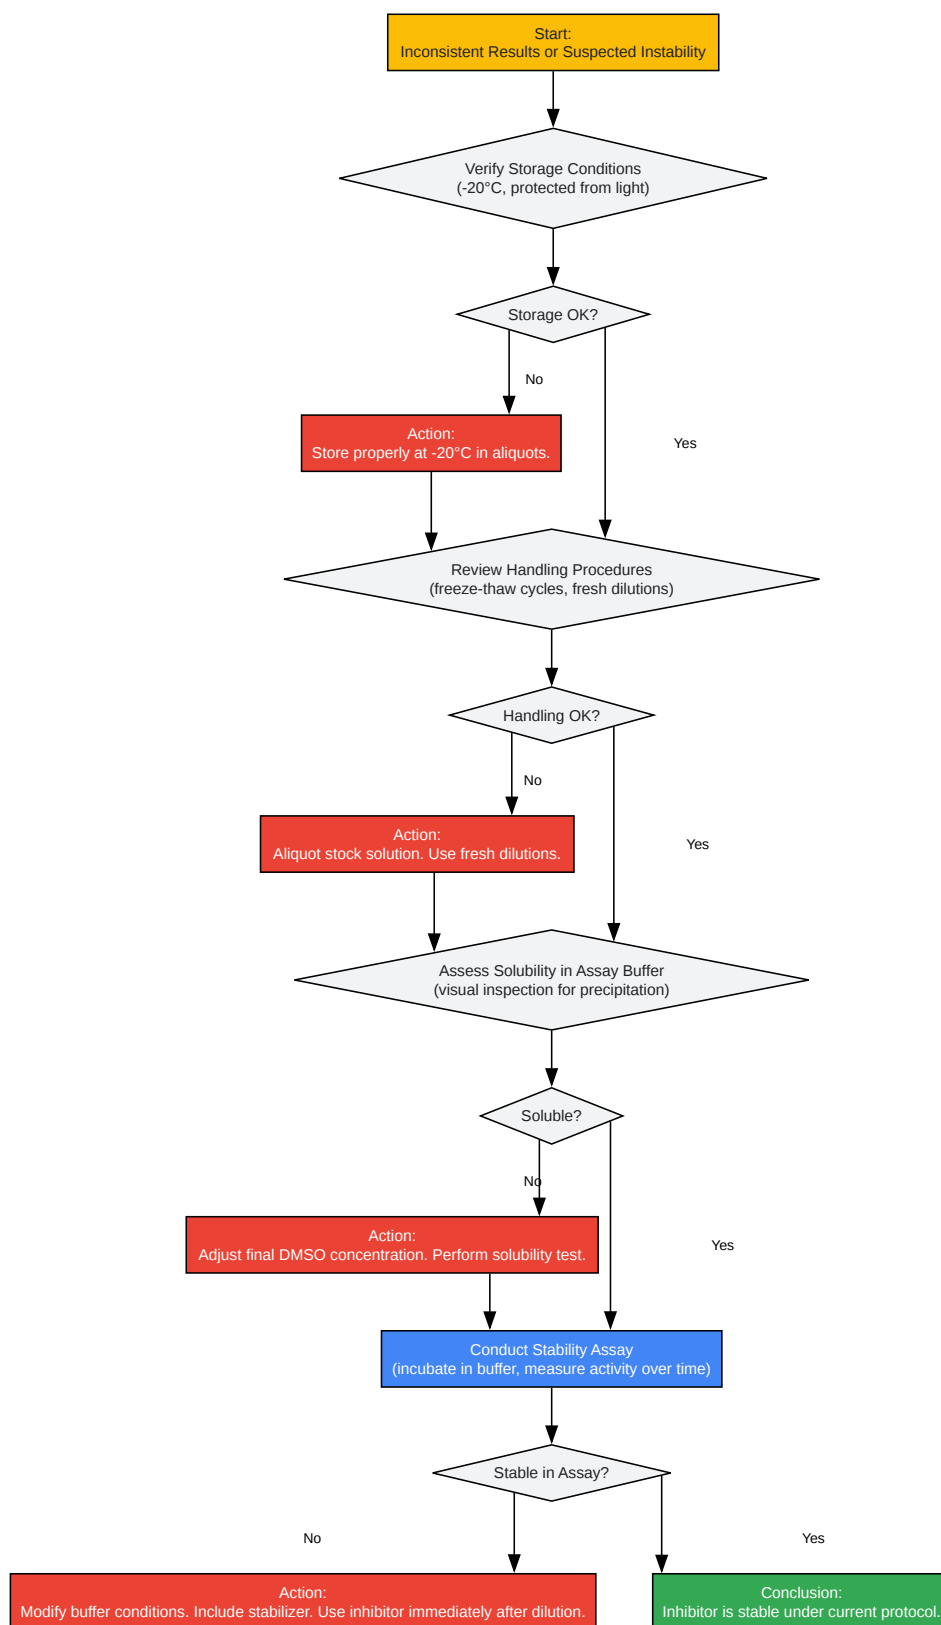 Start:
Inconsistent Results or Suspected Instability
Verify Storage Conditions
(-20°C, protected from light)
Storage OK?
No
Yes
Action:
Store properly at -20°C in aliquots.
Review Handling Procedures
(freeze-thaw cycles, fresh dilutions)
Handling OK?
No
Yes
Action:
Aliquot stock solution. Use fresh dilutions.
Assess Solubility in Assay Buffer
(visual inspection for precipitation)
Soluble?
No
Yes
Action:
Adjust final DMSO concentration. Perform solubility test.
Conduct Stability Assay
(incubate in buffer, measure activity over time)
Stable in Assay?
No
Yes
Action:
Modify buffer conditions. Include stabilizer. Use inhibitor immediately after dilution.
Conclusion:
Inhibitor is stable under current protocol.